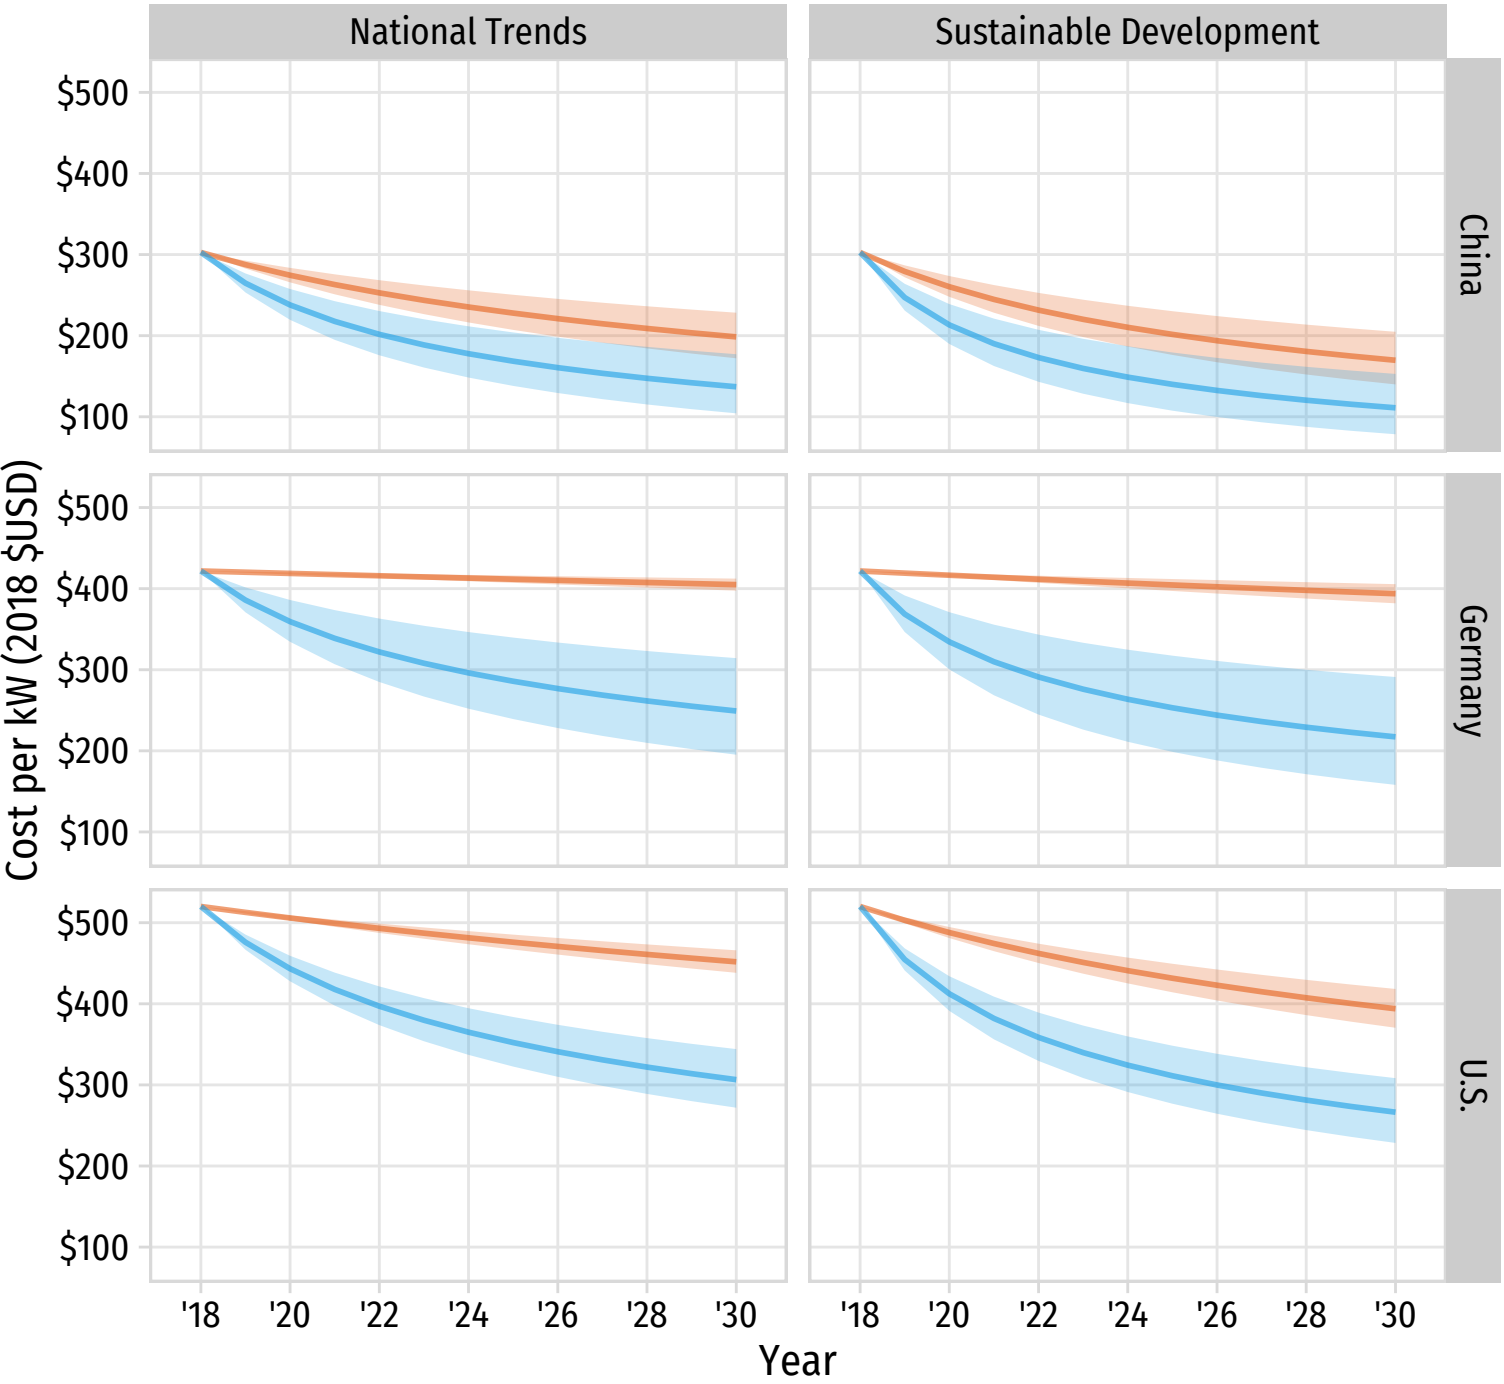 National Trends
Sustainable Development
$500
$400
$300
$200
$100
China
$500
$400
$300
$200
$100
Germany
$500
$400
$300
$200
$100
U.S.
Cost per kW (2018 $USD)
'18 '20 '22 '24 '26 '28 '30
'18 '20 '22 '24 '26 '28 '30
Year